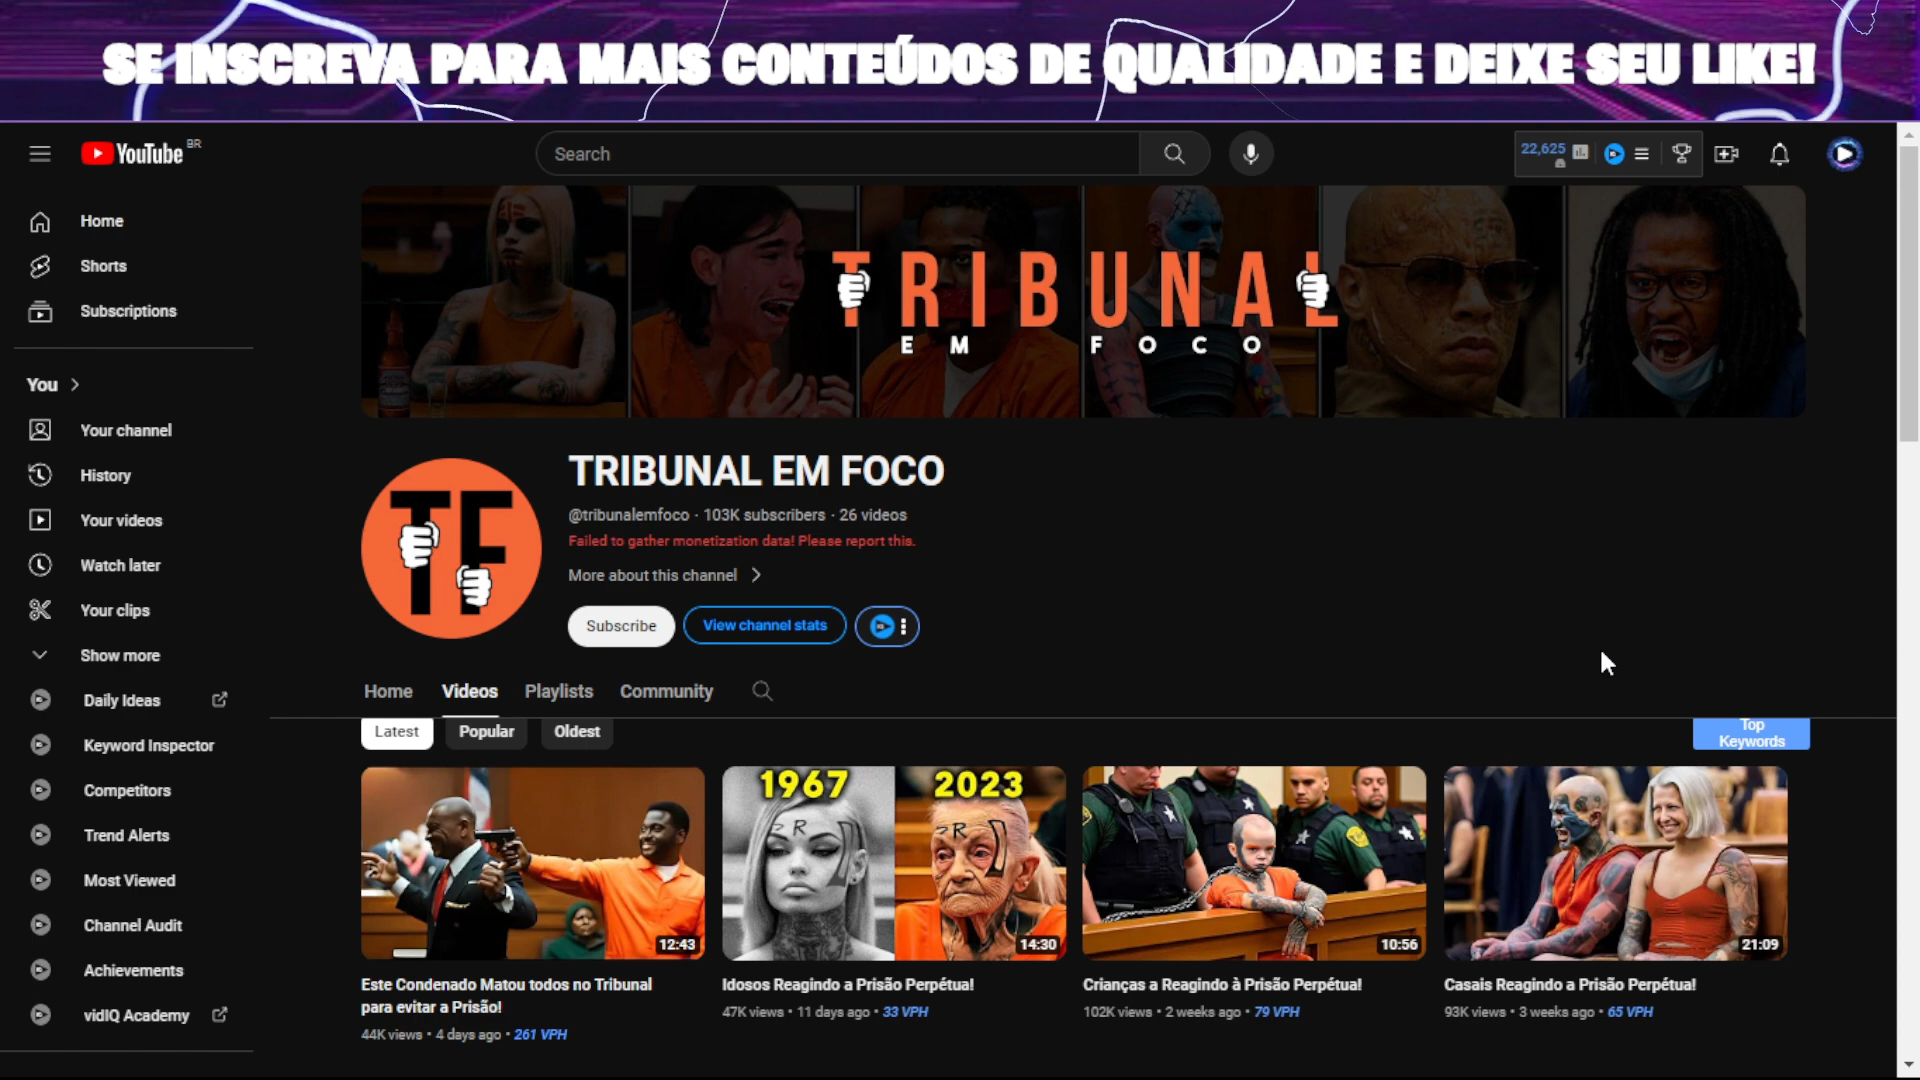 SE INSCREVA PARA MAIS CONTEÚDOS DE QUALIDADE E DEIXE SEU LIKE!
YouTube BR
Search
22,625
Home
Shorts
Subscriptions
You
Your channel
History
Your videos
Watch later
Your clips
Show more
Daily Ideas
Keyword Inspector
Competitors
Trend Alerts
Most Viewed
Channel Audit
Achievements
vidIQ Academy
TRIBUNAL
EM FOCO
TF
TRIBUNAL EM FOCO
@tribunalemfoco · 103K subscribers · 26 videos
Failed to gather monetization data! Please report this.
More about this channel
Subscribe
View channel stats
Home
Videos
Playlists
Community
Latest
Popular
Oldest
Top
Keywords
12:43
Este Condenado Matou todos no Tribunal
para evitar a Prisão!
44K views • 4 days ago • 261 VPH
1967
2023
14:30
Idosos Reagindo a Prisão Perpétua!
47K views • 11 days ago • 33 VPH
10:56
Crianças a Reagindo à Prisão Perpétua!
102K views • 2 weeks ago • 79 VPH
21:09
Casais Reagindo a Prisão Perpétua!
93K views • 3 weeks ago • 65 VPH